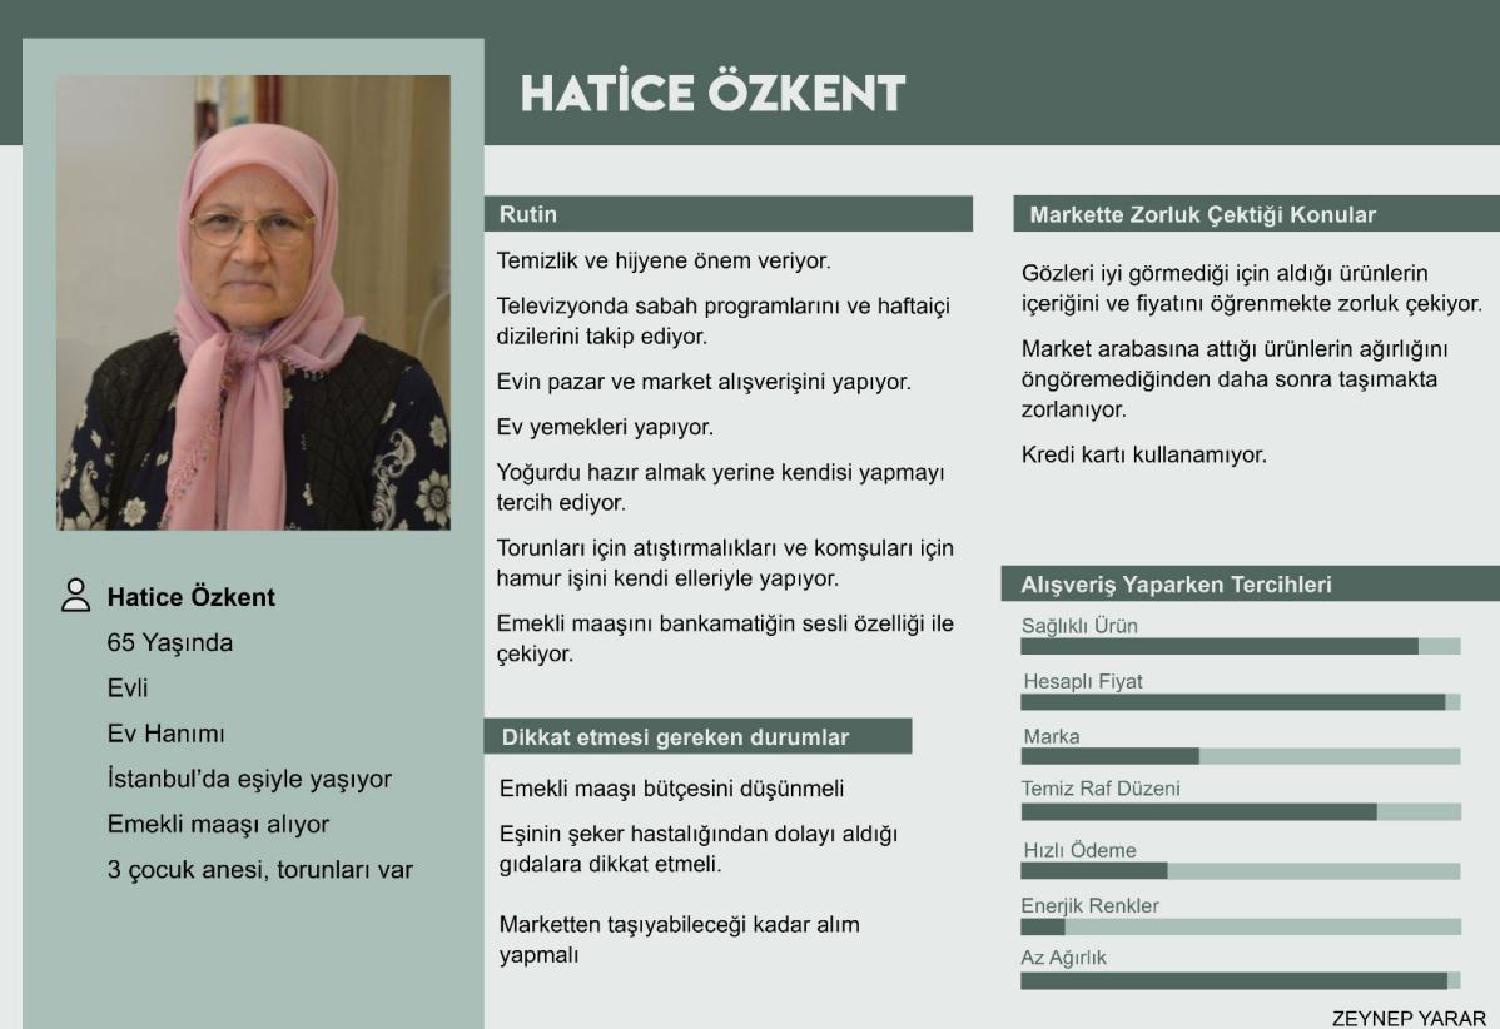 HATİCE ÖZKENT
Hatice Özkent
65 Yaşında
Evli
Ev Hanımı
İstanbul'da eşiyle yaşıyor
Emekli maaşı alıyor
3 çocuk anesi, torunları var
Rutin
Temizlik ve hijyene önem veriyor.
Televizyonda sabah programlarını ve haftaiçi
dizilerini takip ediyor.
Evin pazar ve market alışverişini yapıyor.
Ev yemekleri yapıyor.
Yoğurdu hazır almak yerine kendisi yapmayı
tercih ediyor.
Torunları için atıştırmalıkları ve komşuları için
hamur işini kendi elleriyle yapıyor.
Emekli maaşını bankamatiğin sesli özelliği ile
çekiyor.
Dikkat etmesi gereken durumlar
Emekli maaşı bütçesini düşünmeli
Eşinin şeker hastalığından dolayı aldığı
gıdalara dikkat etmeli.
Marketten taşıyabileceği kadar alım
yapmalı
Markette Zorluk Çektiği Konular
Gözleri iyi görmediği için aldığı ürünlerin
içeriğini ve fiyatını öğrenmekte zorluk çekiyor.
Market arabasına attığı ürünlerin ağırlığını
öngöremediğinden daha sonra taşımakta
zorlanıyor.
Kredi kartı kullanamıyor.
Alışveriş Yaparken Tercihleri
Sağlıklı Ürün
Hesaplı Fiyat
Marka
Temiz Raf Düzeni
Hızlı Ödeme
Enerjik Renkler
Az Ağırlık
ZEYNEP YARAR